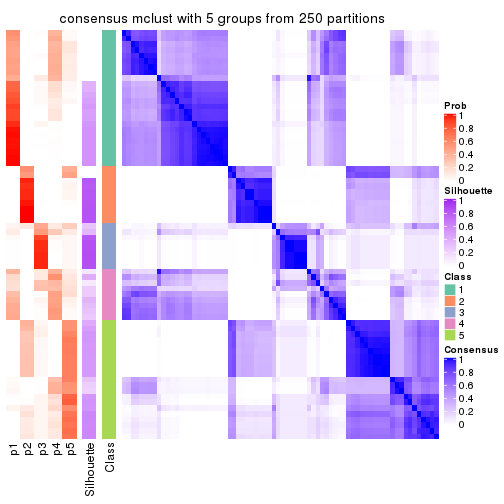 consensus mclust with 5 groups from 250 partitions
Prob
1
0.8
0.6
0.4
0.2
0
Silhouette
1
0.8
0.6
0.4
0.2
0
Class
1
2
3
4
5
Consensus
1
0.8
0.6
0.4
0.2
0
p1
p2
p3
p4
p5
Silhouette
Class